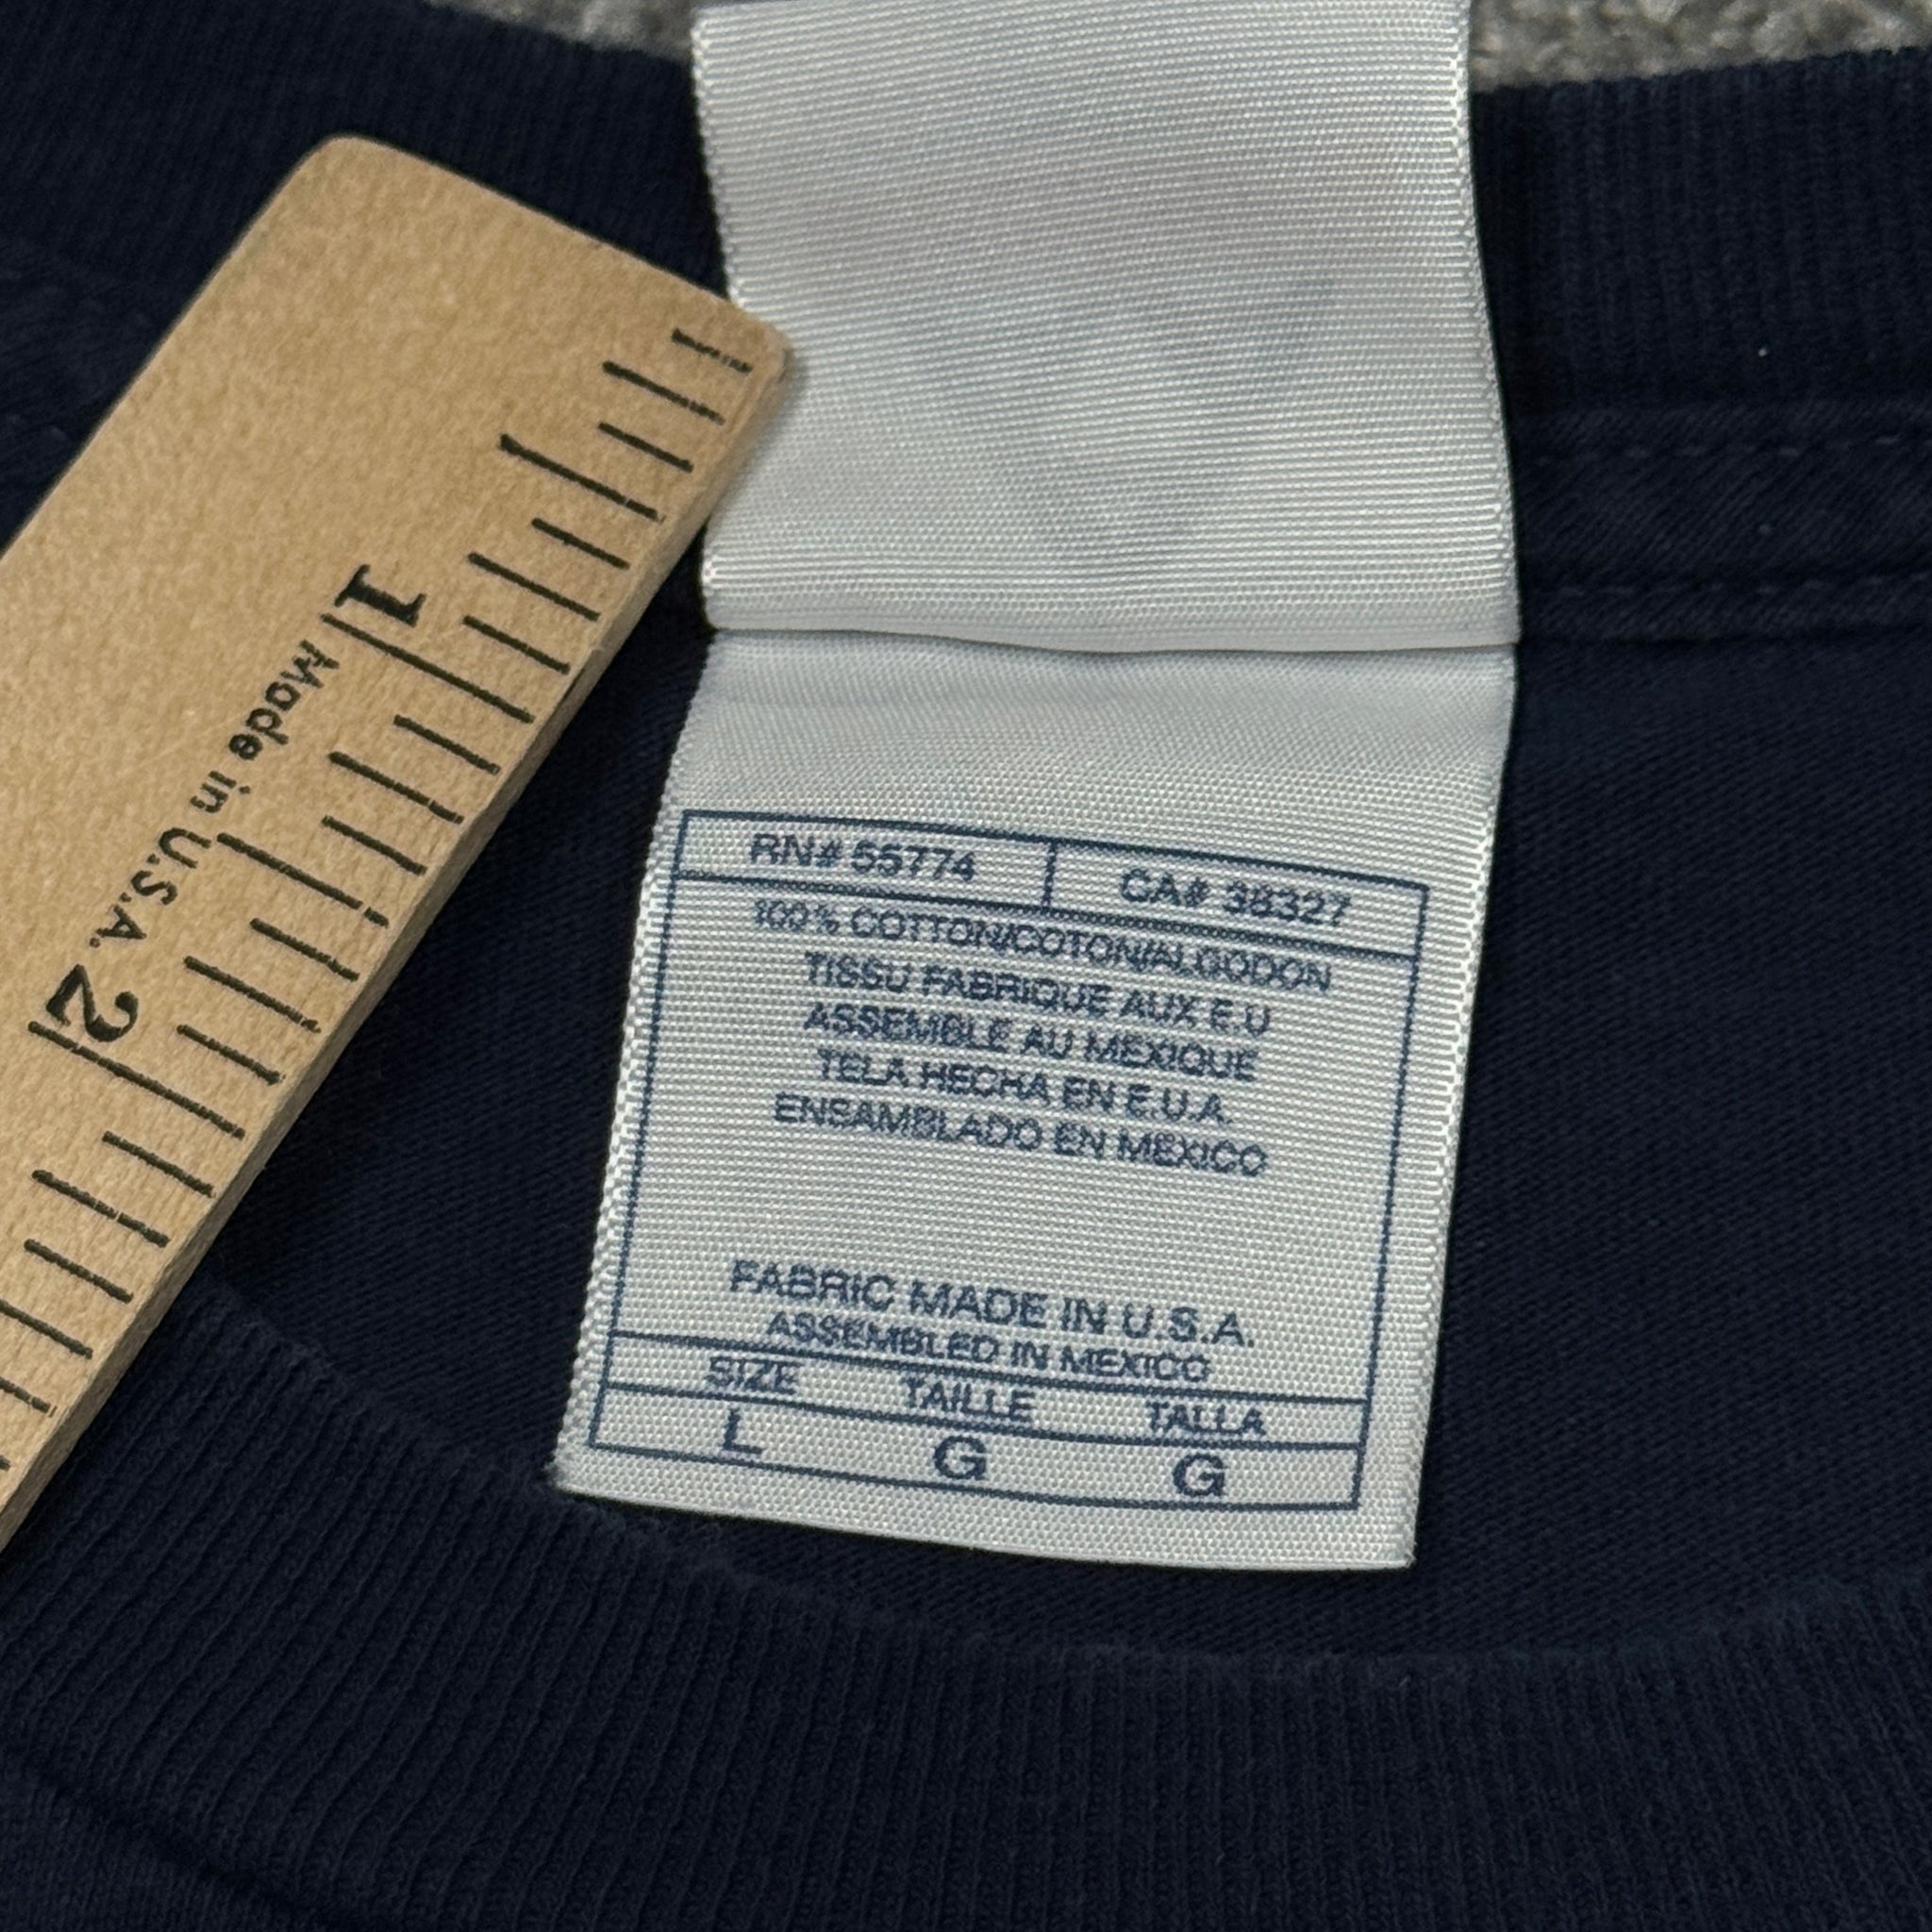 1
Made in U.S.A.
2
RN# 55774 CA# 38327
100% COTTON/COTON/ALGODON
TISSU FABRIQUE AUX E.U
ASSEMBLE AU MEXIQUE
TELA HECHA EN E.U.A.
ENSAMBLADO EN MEXICO
FABRIC MADE IN U.S.A.
ASSEMBLED IN MEXICO
SIZE TAILLE TALLA
L G G